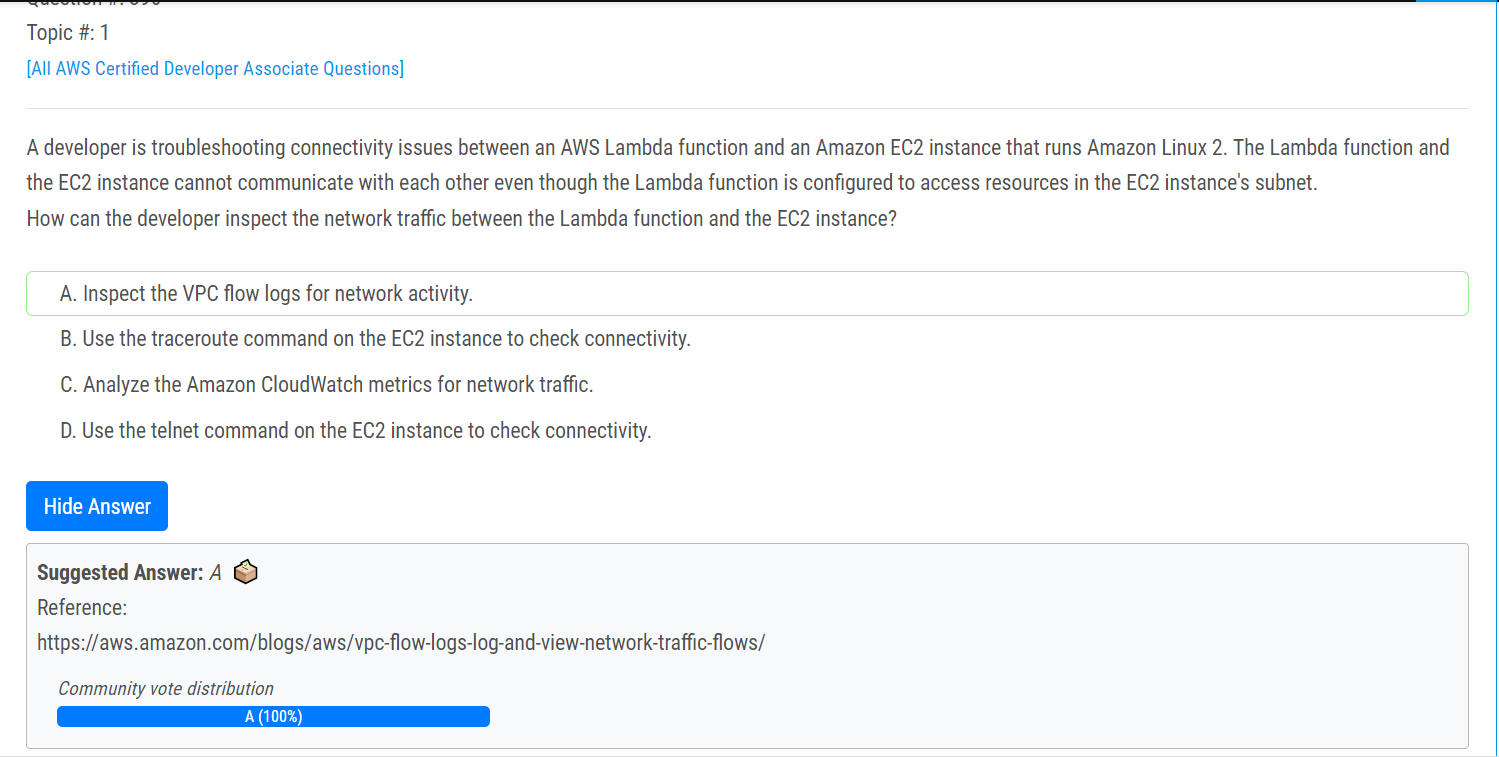 Topic #: 1
[All AWS Certified Developer Associate Questions]
A developer is troubleshooting connectivity issues between an AWS Lambda function and an Amazon EC2 instance that runs Amazon Linux 2. The Lambda function and
the EC2 instance cannot communicate with each other even though the Lambda function is configured to access resources in the EC2 instance's subnet.
How can the developer inspect the network traffic between the Lambda function and the EC2 instance?
A. Inspect the VPC flow logs for network activity.
B. Use the traceroute command on the EC2 instance to check connectivity.
C. Analyze the Amazon CloudWatch metrics for network traffic.
D. Use the telnet command on the EC2 instance to check connectivity.
Hide Answer
Suggested Answer: A
Reference:
https://aws.amazon.com/blogs/aws/vpc-flow-logs-log-and-view-network-traffic-flows/
Community vote distribution
A (100%)